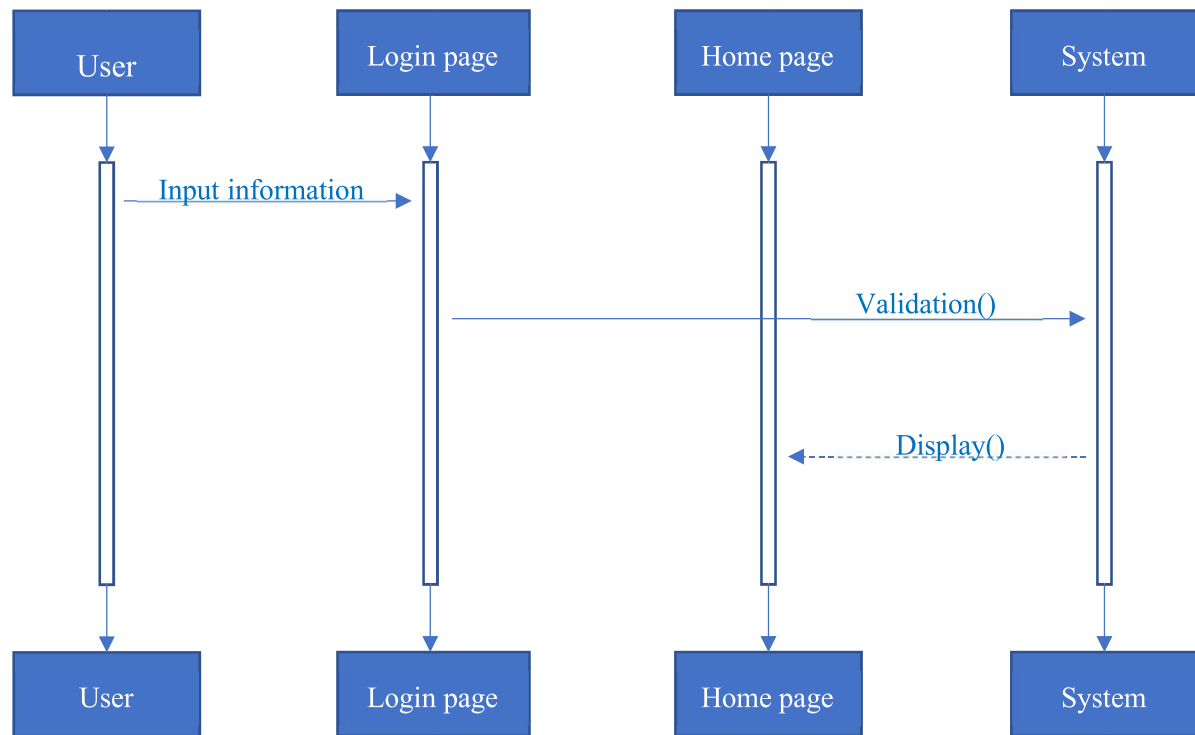 User
Login page
Home page
System
Input information
Validation()
Display()
User
Login page
Home page
System